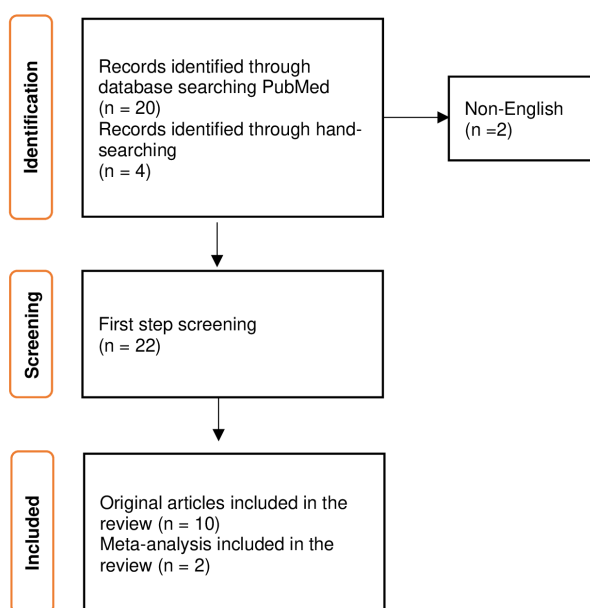 Identification
Records identified through
database searching PubMed
(n = 20)
Records identified through hand-
searching
(n = 4)
Non-English
(n =2)
Screening
First step screening
(n = 22)
Included
Original articles included in the
review (n = 10)
Meta-analysis included in the
review (n = 2)